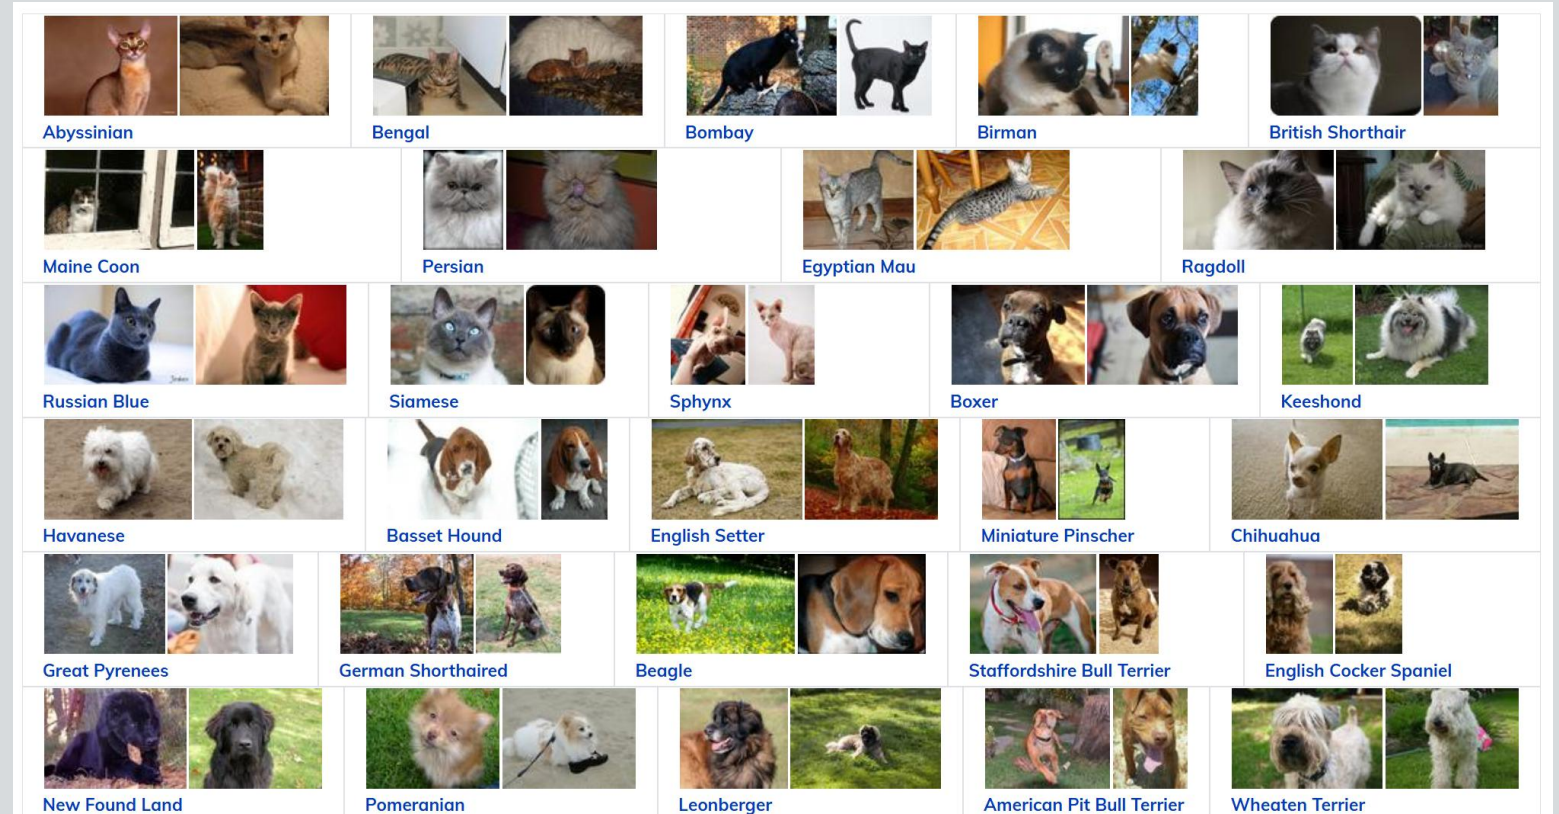 Abyssinian
Bengal
Bombay
Birman
British Shorthair
Maine Coon
Persian
Egyptian Mau
Ragdoll
Russian Blue
Siamese
Sphynx
Boxer
Keeshond
Havanese
Basset Hound
English Setter
Miniature Pinscher
Chihuahua
Great Pyrenees
German Shorthaired
Beagle
Staffordshire Bull Terrier
English Cocker Spaniel
New Found Land
Pomeranian
Leonberger
American Pit Bull Terrier
Wheaten Terrier